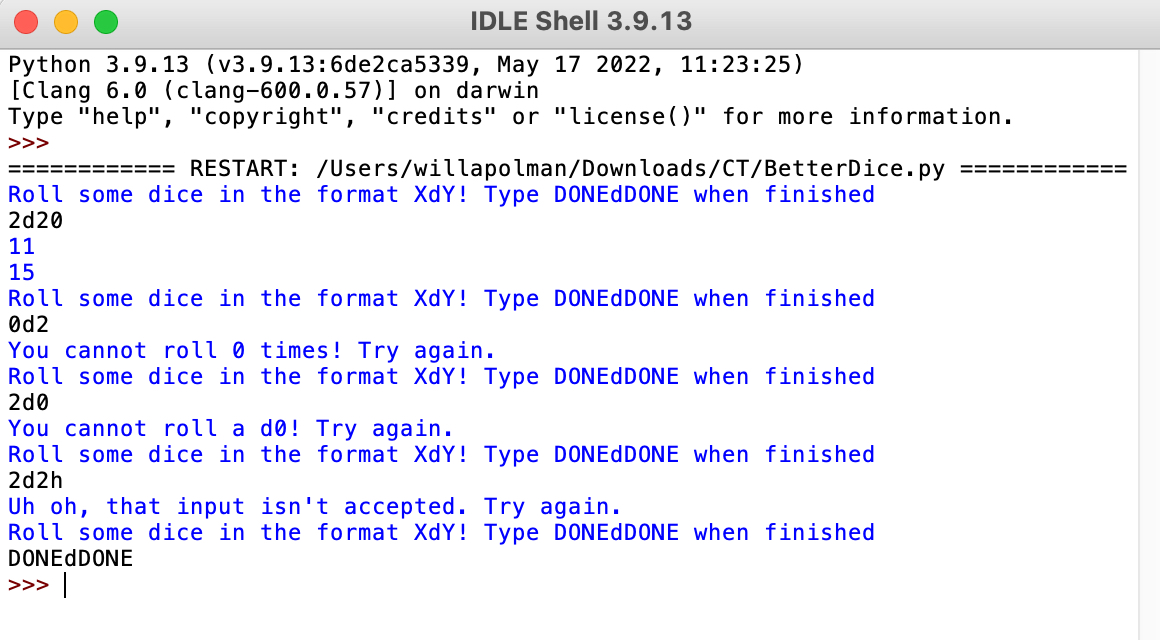 IDLE Shell 3.9.13
Python 3.9.13 (v3.9.13:6de2ca5339, May 17 2022, 11:23:25)
[Clang 6.0 (clang-600.0.57)] on darwin
Type "help", "copyright", "credits" or "license()" for more information.
>>>
============ RESTART: /Users/willapolman/Downloads/CT/BetterDice.py ============
Roll some dice in the format XdY! Type DONEdDONE when finished
2d20
11
15
Roll some dice in the format XdY! Type DONEdDONE when finished
0d2
You cannot roll 0 times! Try again.
Roll some dice in the format XdY! Type DONEdDONE when finished
2d0
You cannot roll a d0! Try again.
Roll some dice in the format XdY! Type DONEdDONE when finished
2d2h
Uh oh, that input isn't accepted. Try again.
Roll some dice in the format XdY! Type DONEdDONE when finished
DONEdDONE
>>>